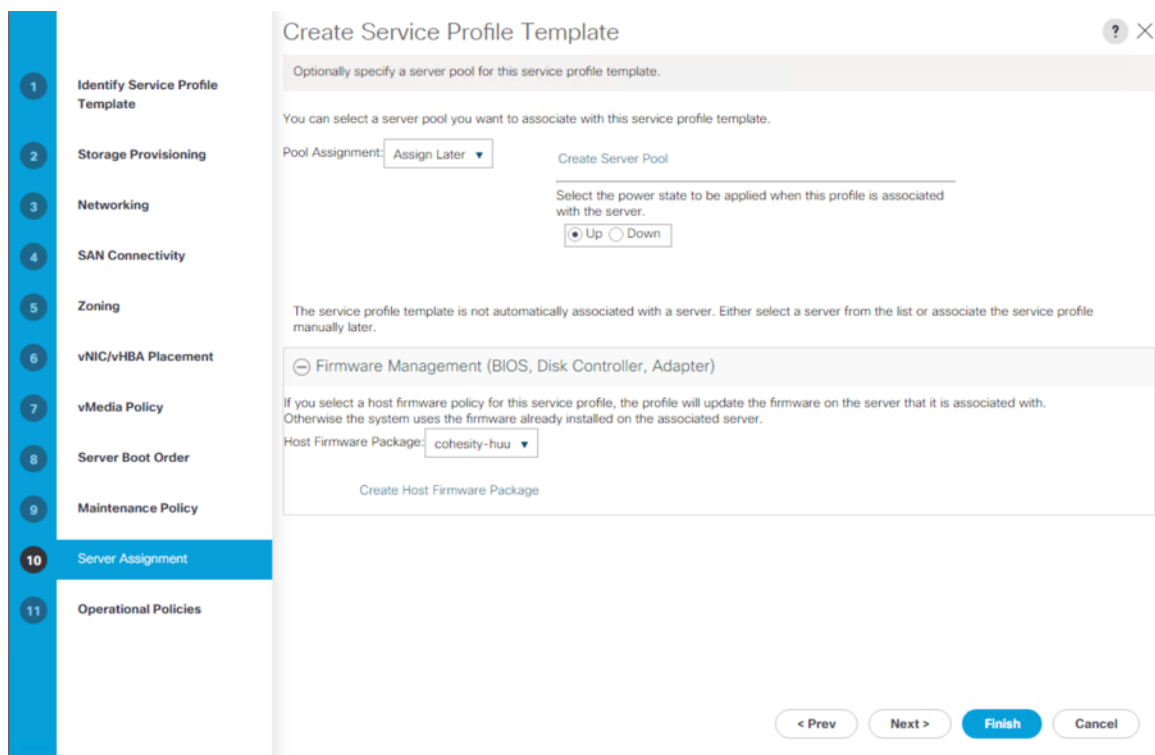 Create Service Profile Template
?
Optionally specify a server pool for this service profile template.
1
Identify Service Profile
Template
2
Storage Provisioning
3
Networking
4
SAN Connectivity
5
Zoning
6
vNIC/vHBA Placement
7
vMedia Policy
8
Server Boot Order
9
Maintenance Policy
10
Server Assignment
11
Operational Policies
You can select a server pool you want to associate with this service profile template.
Pool Assignment: Assign Later
Create Server Pool
Select the power state to be applied when this profile is associated
with the server.
Up Down
The service profile template is not automatically associated with a server. Either select a server from the list or associate the service profile
manually later.
Firmware Management (BIOS, Disk Controller, Adapter)
If you select a host firmware policy for this service profile, the profile will update the firmware on the server that it is associated with.
Otherwise the system uses the firmware already installed on the associated server.
Host Firmware Package: cohesity-huu
Create Host Firmware Package
< Prev Next > Finish Cancel